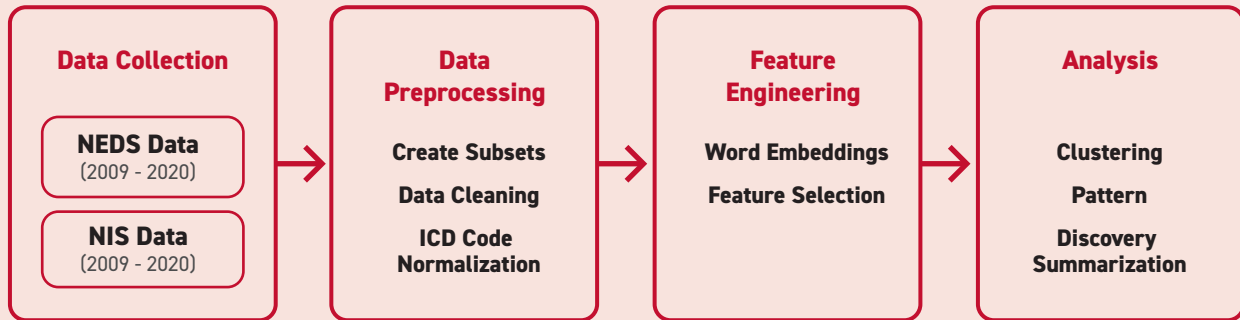 Data Collection
NEDS Data
(2009 - 2020)
NIS Data
(2009 - 2020)
Data
Preprocessing
Create Subsets
Data Cleaning
ICD Code
Normalization
Feature
Engineering
Word Embeddings
Feature Selection
Analysis
Clustering
Pattern
Discovery
Summarization